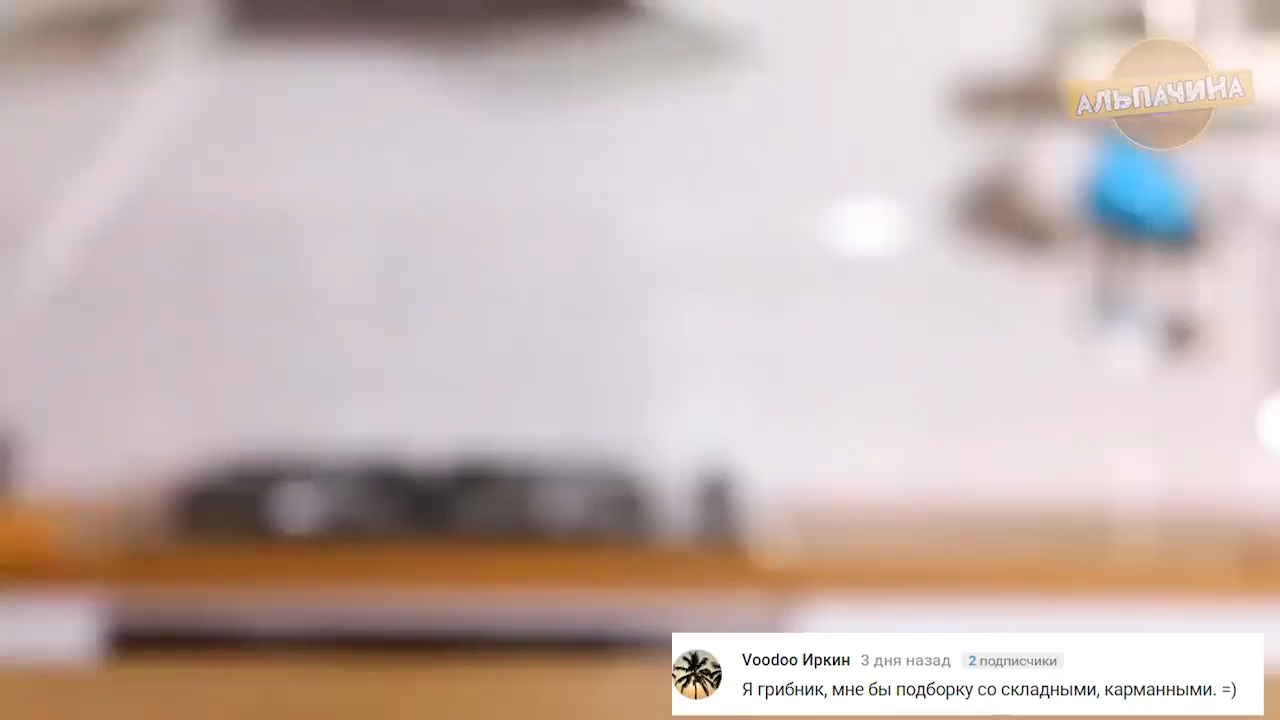 АЛЬПАЧИНА
Voodoo Иркин 3 дня назад 2 подписчики
Я грибник, мне бы подборку со складными, карманными. =)